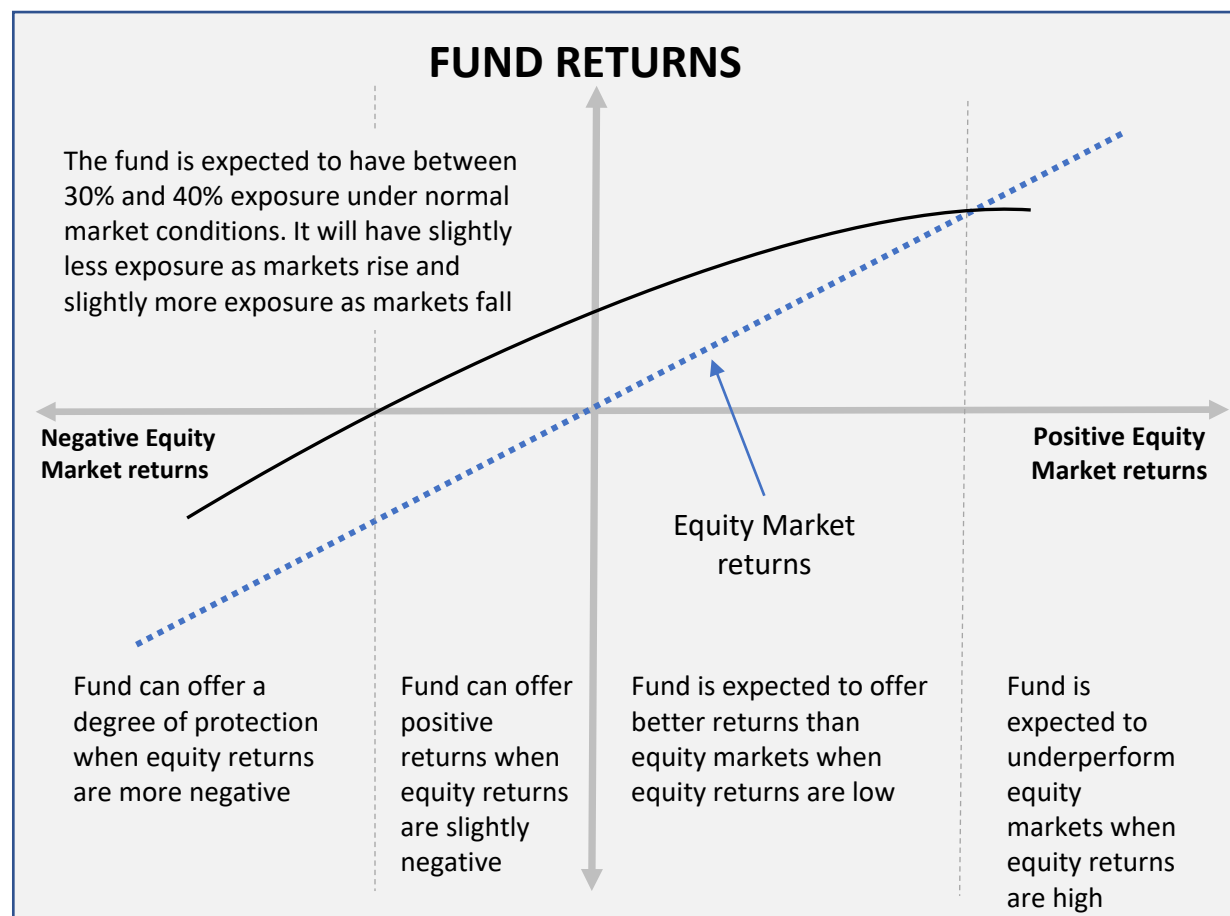 FUND RETURNS
The fund is expected to have between
30% and 40% exposure under normal
market conditions. It will have slightly
less exposure as markets rise and
slightly more exposure as markets fall
Negative Equity
Market returns
Positive Equity
Market returns
Equity Market
returns
Fund can offer a
degree of protection
when equity returns
are more negative
Fund can offer
positive
returns when
equity returns
are slightly
negative
Fund is expected to offer
better returns than
equity markets when
equity returns are low
Fund is
expected to
underperform
equity
markets when
equity returns
are high